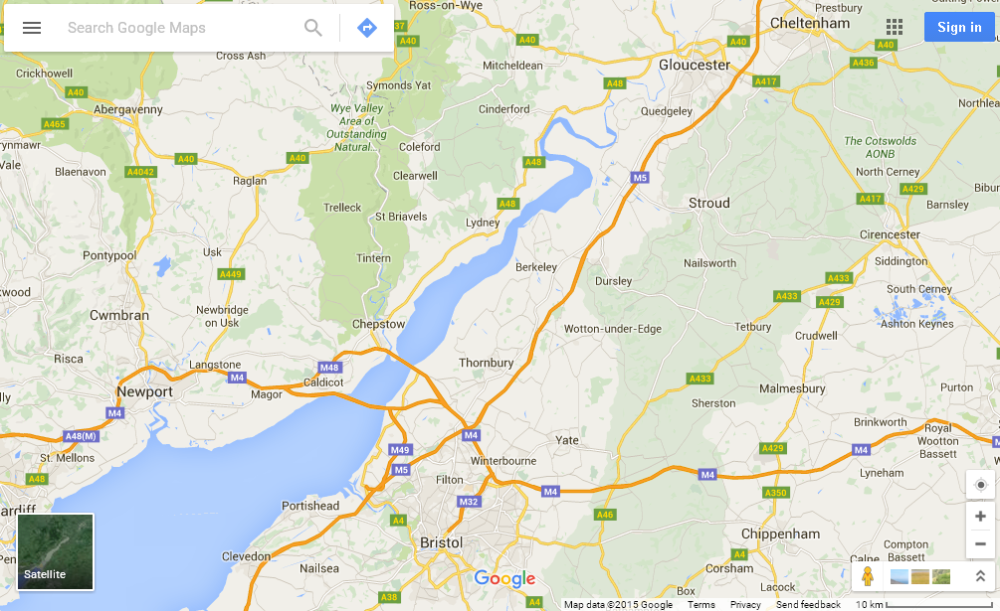 Ross-on-Wye
Prestbury
Cutting Power
Cheltenham
Search Google Maps
Sign in
A40
A40
A40
A40
Cross Ash
Mitcheldean
Gloucester
A436
Crickhowell
Symonds Yat
A48
A417
A40
Wye Valley
Area of
Outstanding
Natural...
Cinderford
Quedgeley
Northlea
Abergavenny
A465
The Cotswolds
AONB
Coleford
ynmawr
A40
A40
A48
Vale
Blaenavon
A4042
Clearwell
M5
North Cerney
Raglan
A429
Bibur
A417
Barnsley
Trelleck
St Briavels
A48
Stroud
Lydney
Cirencester
Usk
Pontypool
Tintern
Nailsworth
Siddington
Berkeley
A449
Dursley
A433
South Cerney
kwood
A433
A429
Newbridge
on Usk
Cwmbran
Chepstow
Wotton-under-Edge
Tetbury
Ashton Keynes
Crudwell
Risca
Langstone
M48
Thornbury
M4
Caldicot
A433
Newport
Magor
Malmesbury
Purton
Sherston
M4
Brinkworth
Royal
Wootton
Bassett
A48(M)
M4
Yate
M4
M49
A429
M4
St. Mellons
M5
Winterbourne
M4
Lyneham
A48
Filton
M4
A350
M32
Portishead
ardiff
A4
A46
Chippenham
Bristol
Compton
Bassett
Clevedon
A4
Satellite
Nailsea
Google
Corsham
Calne
Box
Lacock
A38
A4
Map data ©2015 Google
Terms
Privacy
Send feedback
10 km